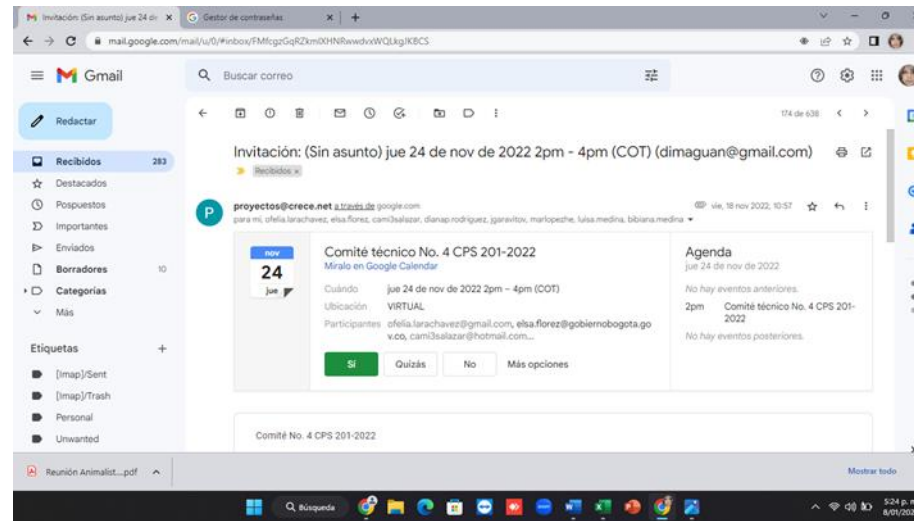 Invitación: (Sin asunto) jue 24 de
Gestor de contraseñas
mail.google.com/mail/u/0/#inbox/FMfcgzGqRZkmlXHNRwwdvxWQLkgJKBCS
Gmail
Buscar correo
Redactar
174 de 638
Invitación: (Sin asunto) jue 24 de nov de 2022 2pm - 4pm (COT) (dimaguan@gmail.com)
Recibidos x
Recibidos 283
Destacados
Pospuestos
Importantes
Enviados
Borradores 10
Categorías
Más
Etiquetas +
[Imap]/Sent
[Imap]/Trash
Personal
Unwanted
P
proyectos@crece.net a través de google.com
vie, 18 nov 2022, 10:57
para mí, ofelia.larachavez, elsa.florez, cami3salazar, dianap.rodriguez, jgaravitov, marlopezhe, luisa.medina, bibiana.medina
nov
24
jue
Comité técnico No. 4 CPS 201-2022
Míralo en Google Calendar
Cuándo jue 24 de nov de 2022 2pm – 4pm (COT)
Ubicación VIRTUAL
Participantes ofelia.larachavez@gmail.com, elsa.florez@gobiernobogota.go
v.co, cami3salazar@hotmail.com...
Sí Quizás No Más opciones
Agenda
jue 24 de nov de 2022
No hay eventos anteriores.
2pm Comité técnico No. 4 CPS 201-
2022
No hay eventos posteriores.
Comité No. 4 CPS 201-2022
Reunión Animalist....pdf
Mostrar todo
Búsqueda
5:24 p. m
8/01/202